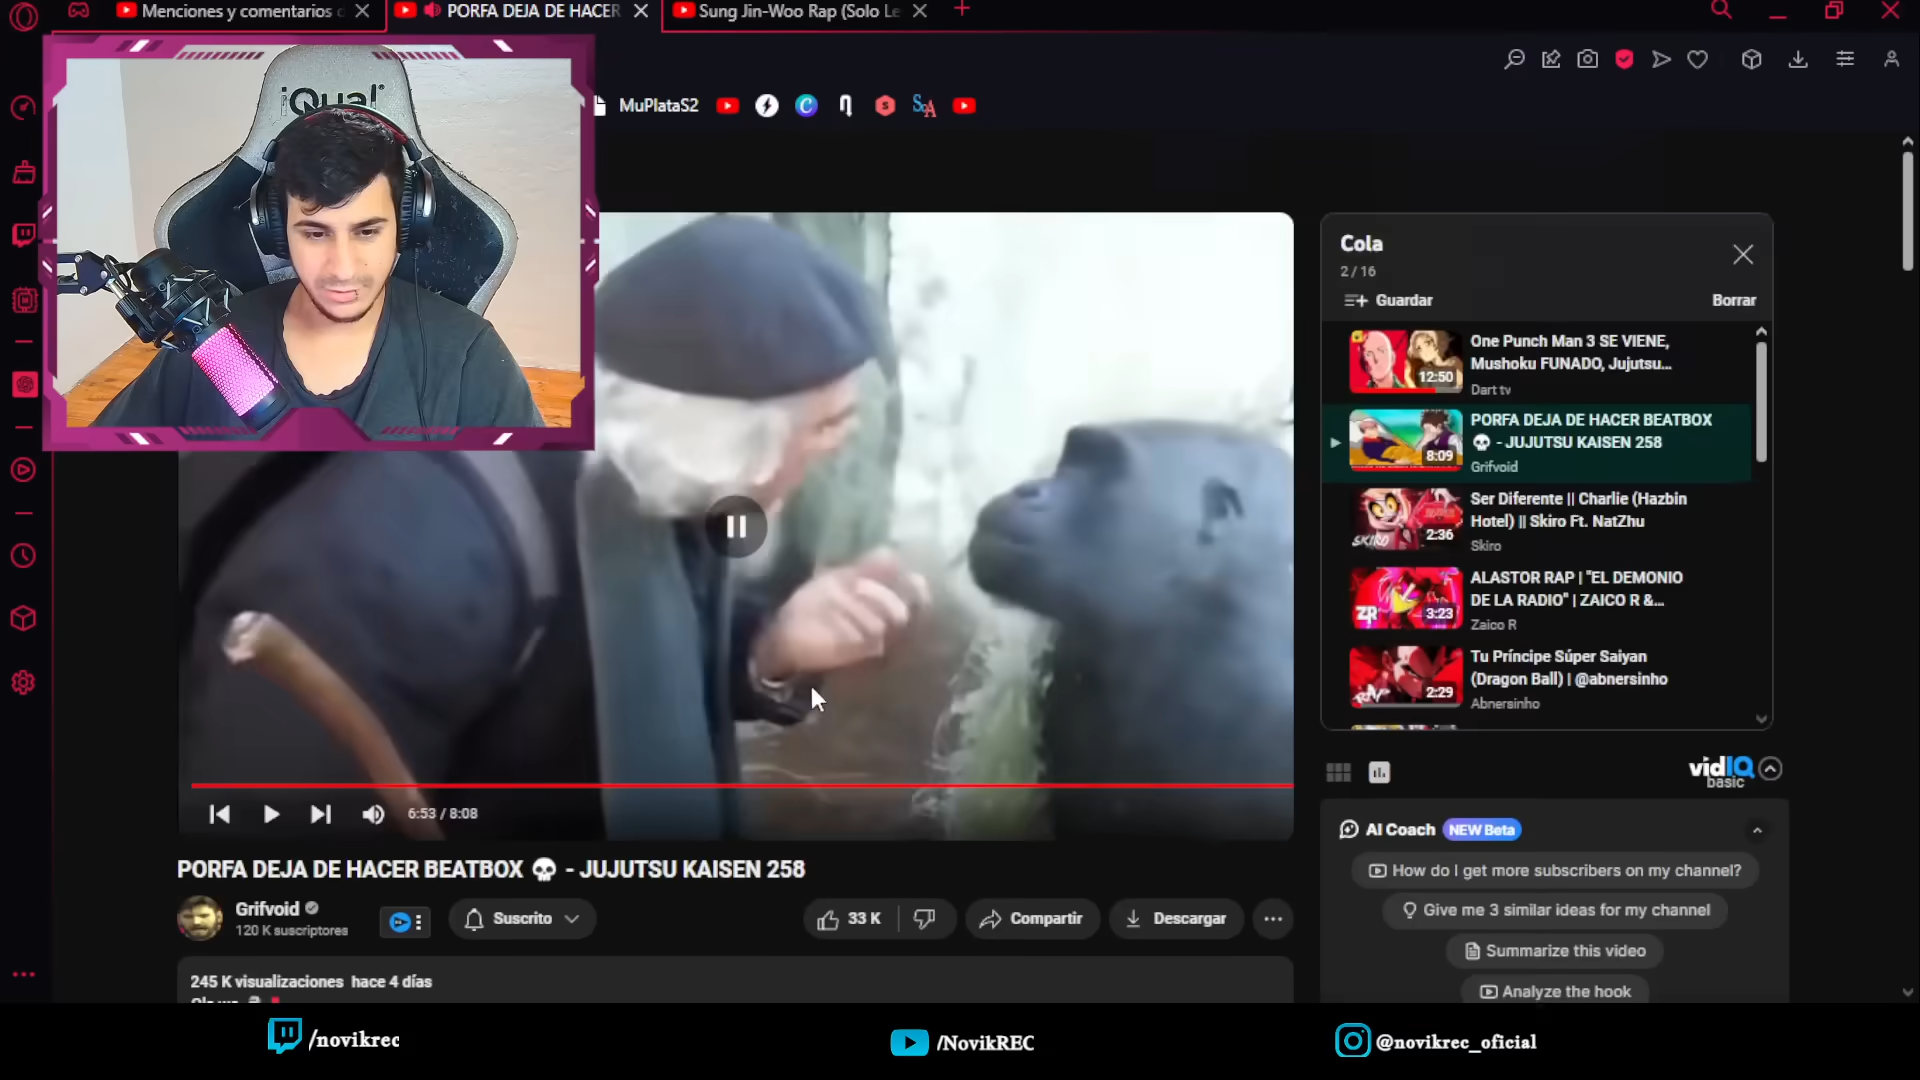 Menciones y comentarios
PORFA DEJA DE HACER
Sung Jin-Woo Rap (Solo Le
iQual
MuPlataS2
Cola
2 / 16
Guardar
Borrar
One Punch Man 3 SE VIENE,
Mushoku FUNADO, Jujutsu...
Dart tv
12:50
PORFA DEJA DE HACER BEATBOX
💀 - JUJUTSU KAISEN 258
Grifvoid
8:09
Ser Diferente || Charlie (Hazbin
Hotel) || Skiro Ft. NatZhu
Skiro
SKIRO
2:36
ALASTOR RAP | "EL DEMONIO
DE LA RADIO" | ZAICO R &...
Zaico R
ZR
3:23
Tu Príncipe Súper Saiyan
(Dragon Ball) | @abnersinho
Abnersinho
RAP
2:29
6:53 / 8:08
PORFA DEJA DE HACER BEATBOX 💀 - JUJUTSU KAISEN 258
Grifvoid
120 K suscriptores
Suscrito
33 K
Compartir
Descargar
245 K visualizaciones hace 4 días
vidIQ
basic
AI Coach NEW Beta
How do I get more subscribers on my channel?
Give me 3 similar ideas for my channel
Summarize this video
Analyze the hook
/novikrec
/NovikREC
@novikrec_oficial